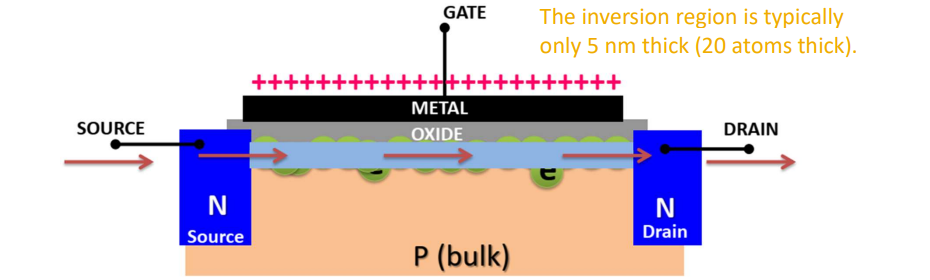 GATE
The inversion region is typically
only 5 nm thick (20 atoms thick).
+++++++++++++++++++++++++++++
METAL
SOURCE
OXIDE
DRAIN
e
N
Source
N
Drain
P (bulk)